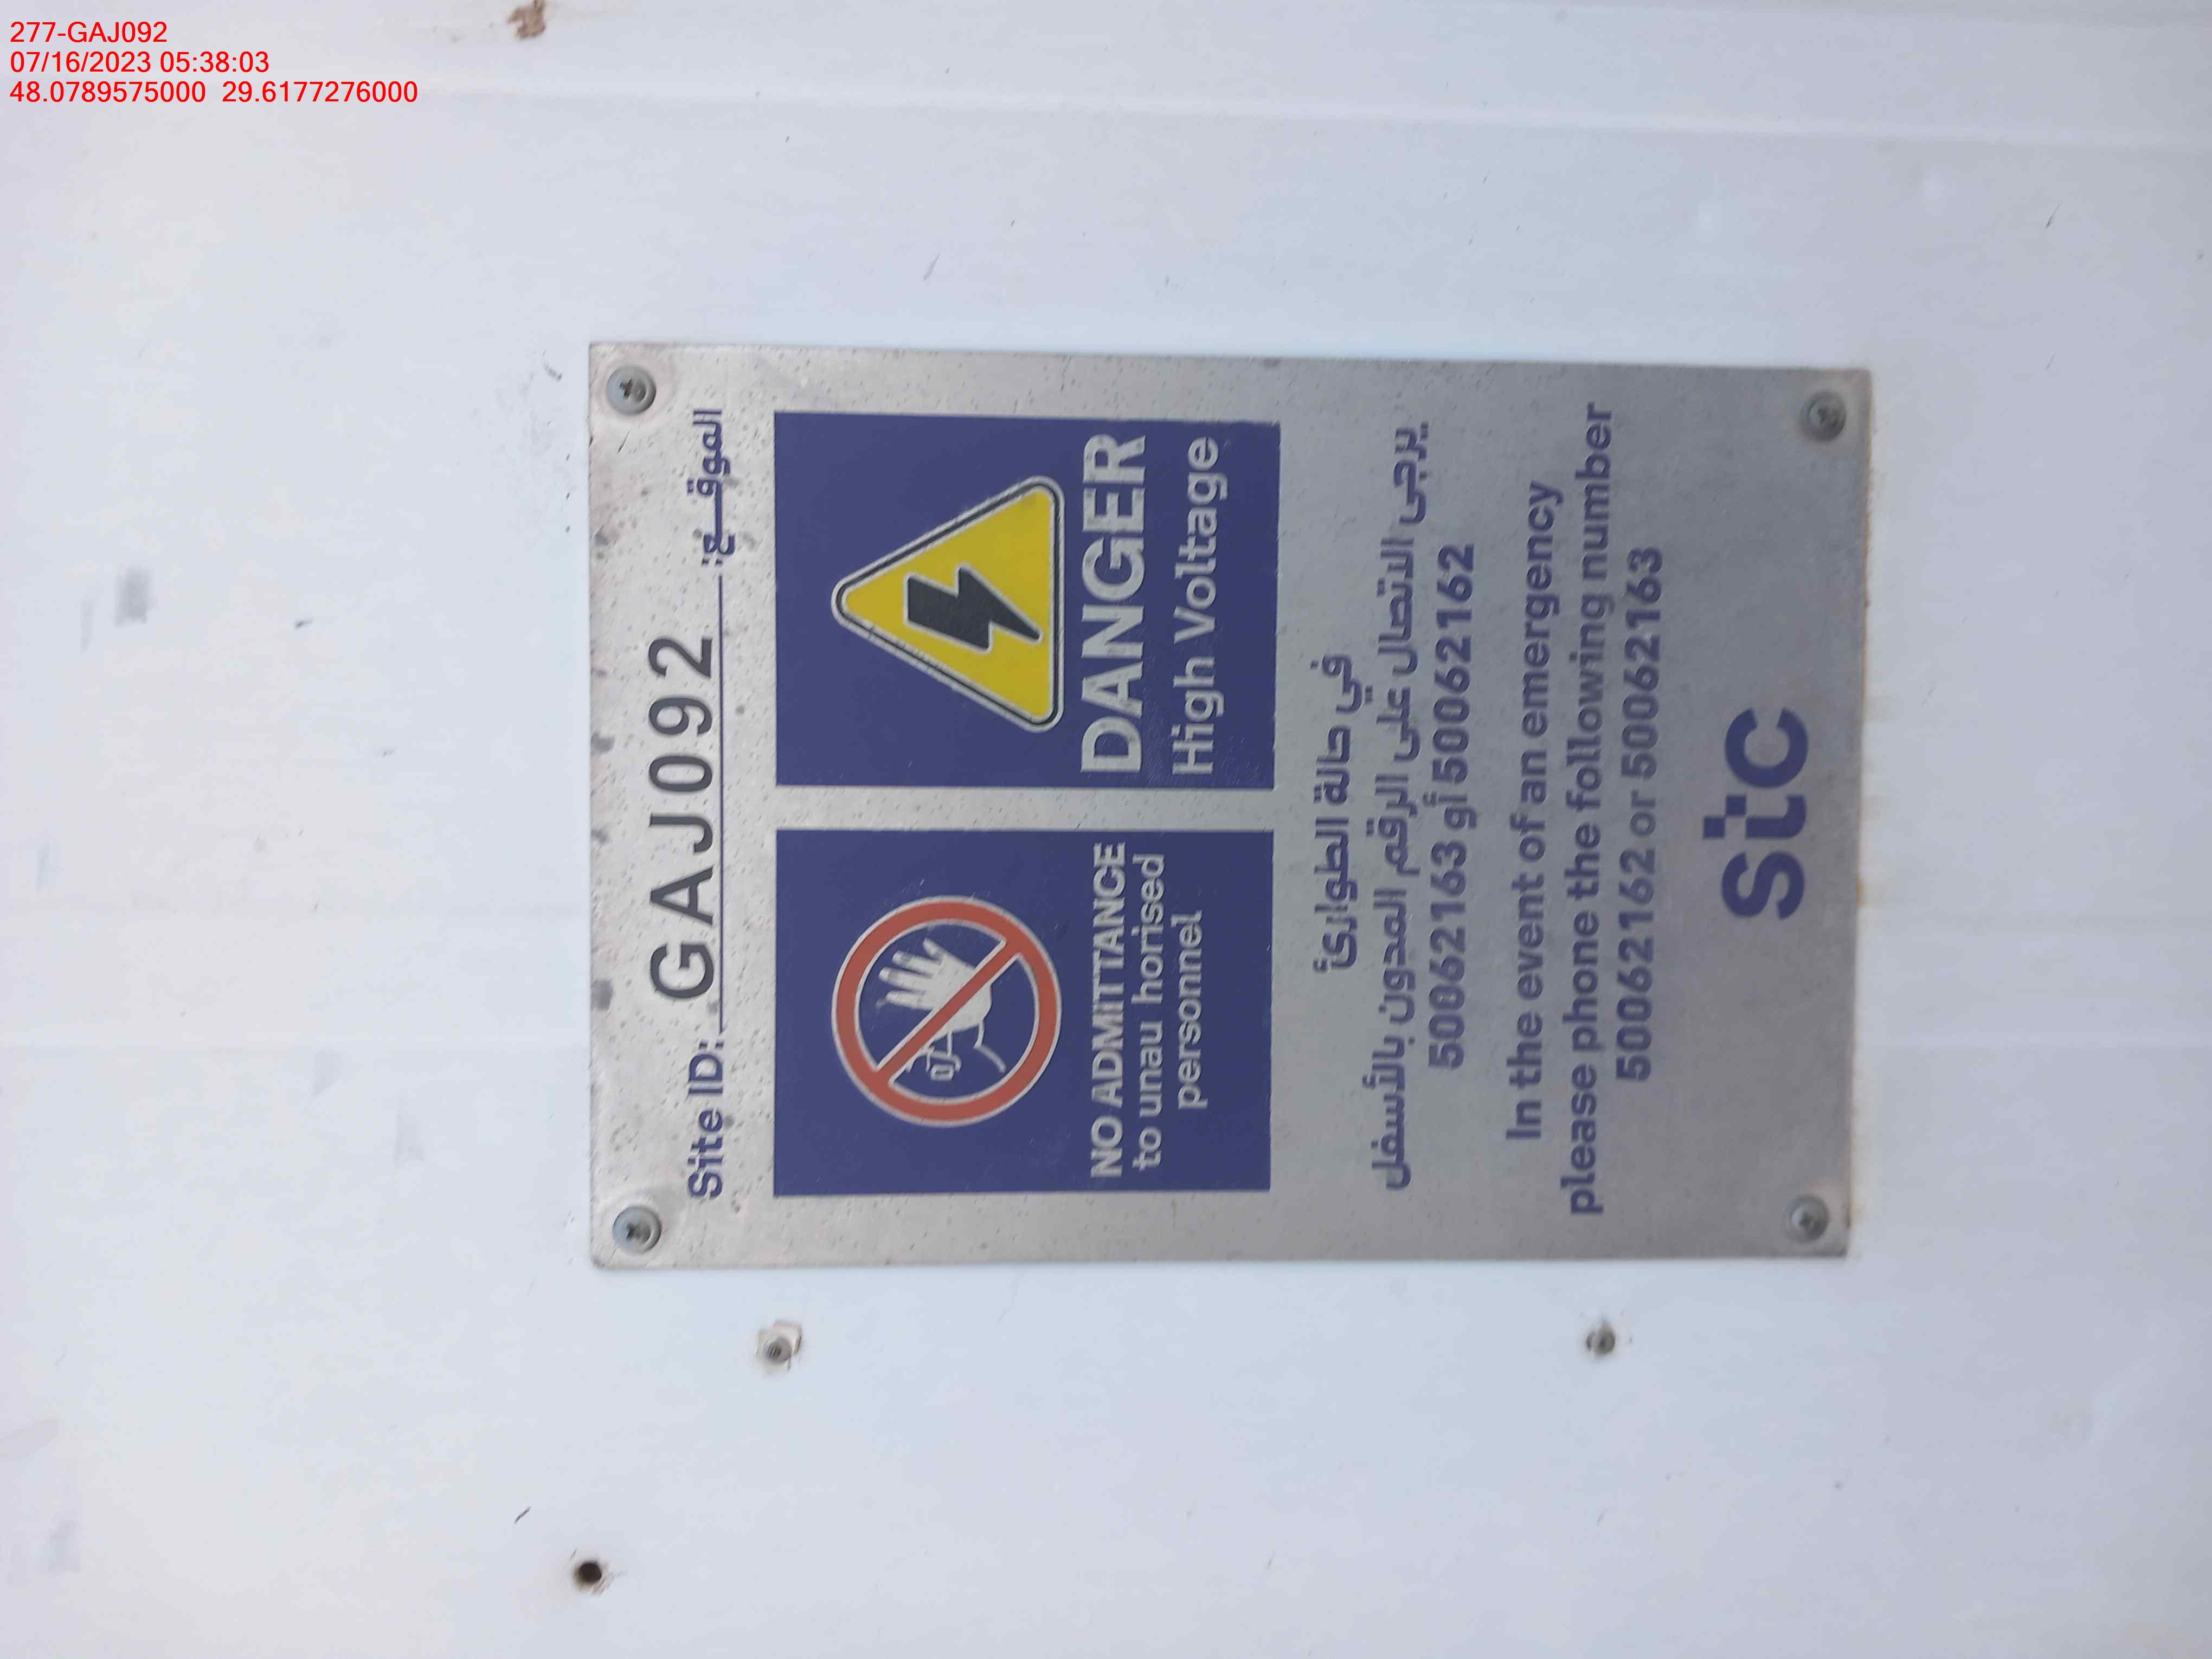 277-GAJ092
07/16/2023 05:38:03
48.0789575000 29.6177276000
Site ID: GAJ092 الموقع:
NO ADMITTANCE
to unau horised
personnel
DANGER
High Voltage
في حالة الطوارئ
يرجى الاتصال على الرقم المدون بالأسفل
50062162 أو 50062163
In the event of an emergency
please phone the following number
50062162 or 50062163
stc